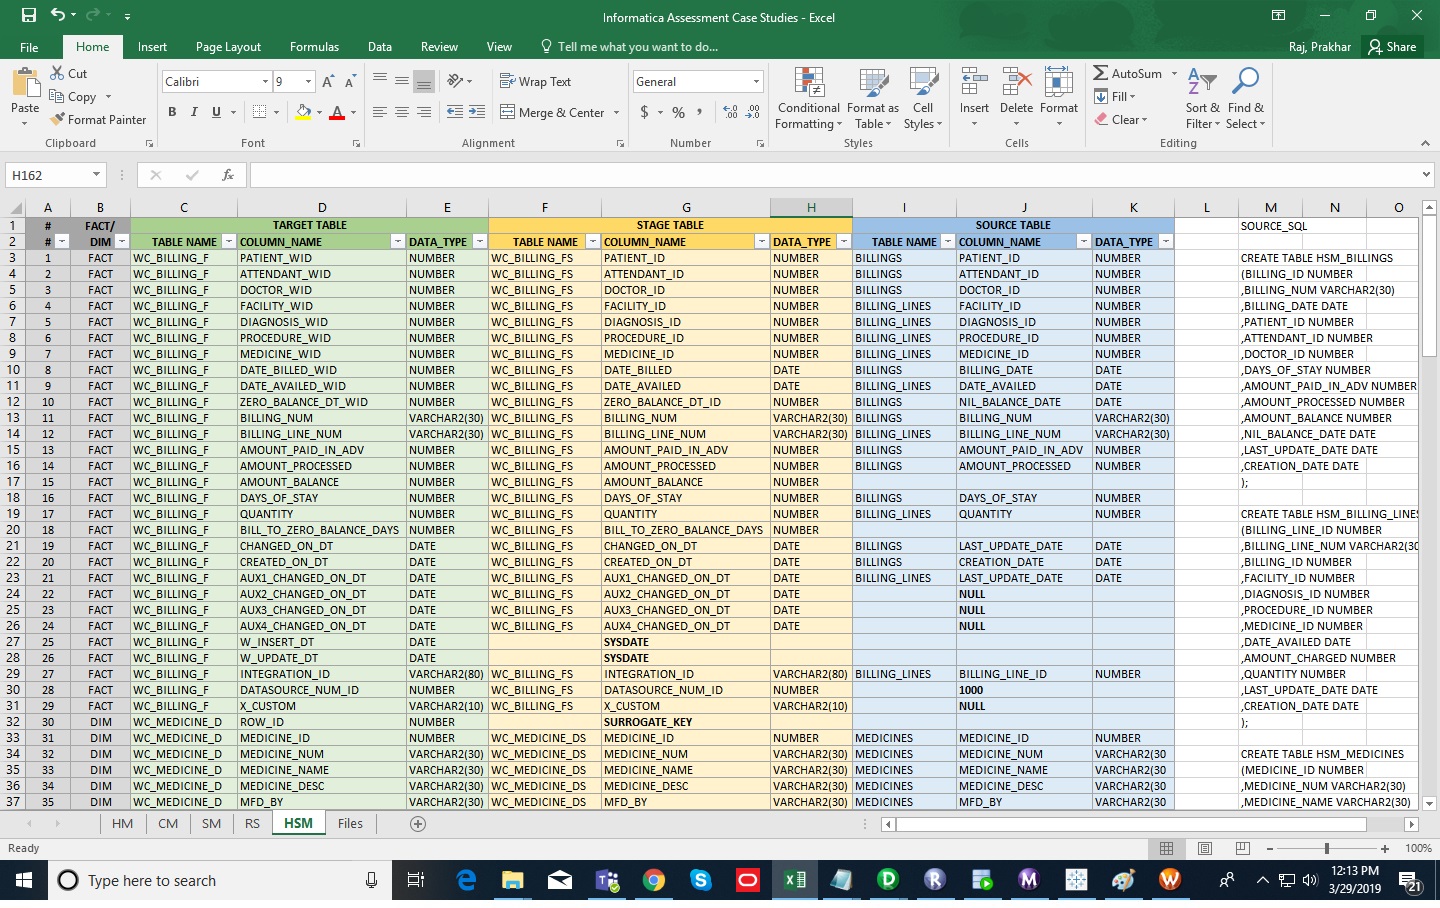 Informatica Assessment Case Studies - Excel
File Home Insert Page Layout Formulas Data Review View Tell me what you want to do... Raj, Prakhar Share
Paste Cut Copy Format Painter Clipboard
Calibri 9 B I U A A A Font
Wrap Text Merge & Center Alignment
General $ % , .0 .00 .00 .0 Number
Conditional Formatting Format as Table Cell Styles Styles
Insert Delete Format Cells
AutoSum Fill Clear Sort & Filter Find & Select Editing
H162 fx
A B C D E F G H I J K L M N O
1 # FACT/ TARGET TABLE STAGE TABLE SOURCE TABLE SOURCE_SQL
2 # DIM TABLE NAME COLUMN_NAME DATA_TYPE TABLE NAME COLUMN_NAME DATA_TYPE TABLE NAME COLUMN_NAME DATA_TYPE
3 1 FACT WC_BILLING_F PATIENT_WID NUMBER WC_BILLING_FS PATIENT_ID NUMBER BILLINGS PATIENT_ID NUMBER CREATE TABLE HSM_BILLINGS
4 2 FACT WC_BILLING_F ATTENDANT_WID NUMBER WC_BILLING_FS ATTENDANT_ID NUMBER BILLINGS ATTENDANT_ID NUMBER (BILLING_ID NUMBER
5 3 FACT WC_BILLING_F DOCTOR_WID NUMBER WC_BILLING_FS DOCTOR_ID NUMBER BILLINGS DOCTOR_ID NUMBER ,BILLING_NUM VARCHAR2(30)
6 4 FACT WC_BILLING_F FACILITY_WID NUMBER WC_BILLING_FS FACILITY_ID NUMBER BILLING_LINES FACILITY_ID NUMBER ,BILLING_DATE DATE
7 5 FACT WC_BILLING_F DIAGNOSIS_WID NUMBER WC_BILLING_FS DIAGNOSIS_ID NUMBER BILLING_LINES DIAGNOSIS_ID NUMBER ,PATIENT_ID NUMBER
8 6 FACT WC_BILLING_F PROCEDURE_WID NUMBER WC_BILLING_FS PROCEDURE_ID NUMBER BILLING_LINES PROCEDURE_ID NUMBER ,ATTENDANT_ID NUMBER
9 7 FACT WC_BILLING_F MEDICINE_WID NUMBER WC_BILLING_FS MEDICINE_ID NUMBER BILLING_LINES MEDICINE_ID NUMBER ,DOCTOR_ID NUMBER
10 8 FACT WC_BILLING_F DATE_BILLED_WID NUMBER WC_BILLING_FS DATE_BILLED DATE BILLINGS BILLING_DATE DATE ,DAYS_OF_STAY NUMBER
11 9 FACT WC_BILLING_F DATE_AVAILED_WID NUMBER WC_BILLING_FS DATE_AVAILED DATE BILLING_LINES DATE_AVAILED DATE ,AMOUNT_PAID_IN_ADV NUMBER
12 10 FACT WC_BILLING_F ZERO_BALANCE_DT_WID NUMBER WC_BILLING_FS ZERO_BALANCE_DT_ID NUMBER BILLINGS NIL_BALANCE_DATE DATE ,AMOUNT_PROCESSED NUMBER
13 11 FACT WC_BILLING_F BILLING_NUM VARCHAR2(30) WC_BILLING_FS BILLING_NUM VARCHAR2(30) BILLINGS BILLING_NUM VARCHAR2(30) ,AMOUNT_BALANCE NUMBER
14 12 FACT WC_BILLING_F BILLING_LINE_NUM VARCHAR2(30) WC_BILLING_FS BILLING_LINE_NUM VARCHAR2(30) BILLING_LINES BILLING_LINE_NUM VARCHAR2(30) ,NIL_BALANCE_DATE DATE
15 13 FACT WC_BILLING_F AMOUNT_PAID_IN_ADV NUMBER WC_BILLING_FS AMOUNT_PAID_IN_ADV NUMBER BILLINGS AMOUNT_PAID_IN_ADV NUMBER ,LAST_UPDATE_DATE DATE
16 14 FACT WC_BILLING_F AMOUNT_PROCESSED NUMBER WC_BILLING_FS AMOUNT_PROCESSED NUMBER BILLINGS AMOUNT_PROCESSED NUMBER ,CREATION_DATE DATE
17 15 FACT WC_BILLING_F AMOUNT_BALANCE NUMBER WC_BILLING_FS AMOUNT_BALANCE NUMBER );
18 16 FACT WC_BILLING_F DAYS_OF_STAY NUMBER WC_BILLING_FS DAYS_OF_STAY NUMBER BILLINGS DAYS_OF_STAY NUMBER
19 17 FACT WC_BILLING_F QUANTITY NUMBER WC_BILLING_FS QUANTITY NUMBER BILLING_LINES QUANTITY NUMBER CREATE TABLE HSM_BILLING_LINES
20 18 FACT WC_BILLING_F BILL_TO_ZERO_BALANCE_DAYS NUMBER WC_BILLING_FS BILL_TO_ZERO_BALANCE_DAYS NUMBER (BILLING_LINE_ID NUMBER
21 19 FACT WC_BILLING_F CHANGED_ON_DT DATE WC_BILLING_FS CHANGED_ON_DT DATE BILLINGS LAST_UPDATE_DATE DATE ,BILLING_LINE_NUM VARCHAR2(30
22 20 FACT WC_BILLING_F CREATED_ON_DT DATE WC_BILLING_FS CREATED_ON_DT DATE BILLINGS CREATION_DATE DATE ,BILLING_ID NUMBER
23 21 FACT WC_BILLING_F AUX1_CHANGED_ON_DT DATE WC_BILLING_FS AUX1_CHANGED_ON_DT DATE BILLING_LINES LAST_UPDATE_DATE DATE ,FACILITY_ID NUMBER
24 22 FACT WC_BILLING_F AUX2_CHANGED_ON_DT DATE WC_BILLING_FS AUX2_CHANGED_ON_DT DATE NULL ,DIAGNOSIS_ID NUMBER
25 23 FACT WC_BILLING_F AUX3_CHANGED_ON_DT DATE WC_BILLING_FS AUX3_CHANGED_ON_DT DATE NULL ,PROCEDURE_ID NUMBER
26 24 FACT WC_BILLING_F AUX4_CHANGED_ON_DT DATE WC_BILLING_FS AUX4_CHANGED_ON_DT DATE NULL ,MEDICINE_ID NUMBER
27 25 FACT WC_BILLING_F W_INSERT_DT DATE SYSDATE ,DATE_AVAILED DATE
28 26 FACT WC_BILLING_F W_UPDATE_DT DATE SYSDATE ,AMOUNT_CHARGED NUMBER
29 27 FACT WC_BILLING_F INTEGRATION_ID VARCHAR2(80) WC_BILLING_FS INTEGRATION_ID VARCHAR2(80) BILLING_LINES BILLING_LINE_ID NUMBER ,QUANTITY NUMBER
30 28 FACT WC_BILLING_F DATASOURCE_NUM_ID NUMBER WC_BILLING_FS DATASOURCE_NUM_ID NUMBER 1000 ,LAST_UPDATE_DATE DATE
31 29 FACT WC_BILLING_F X_CUSTOM VARCHAR2(10) WC_BILLING_FS X_CUSTOM VARCHAR2(10) NULL ,CREATION_DATE DATE
32 30 DIM WC_MEDICINE_D ROW_ID NUMBER SURROGATE_KEY );
33 31 DIM WC_MEDICINE_D MEDICINE_ID NUMBER WC_MEDICINE_DS MEDICINE_ID NUMBER MEDICINES MEDICINE_ID NUMBER
34 32 DIM WC_MEDICINE_D MEDICINE_NUM VARCHAR2(30) WC_MEDICINE_DS MEDICINE_NUM VARCHAR2(30) MEDICINES MEDICINE_NUM VARCHAR2(30 CREATE TABLE HSM_MEDICINES
35 33 DIM WC_MEDICINE_D MEDICINE_NAME VARCHAR2(30) WC_MEDICINE_DS MEDICINE_NAME VARCHAR2(30) MEDICINES MEDICINE_NAME VARCHAR2(30 (MEDICINE_ID NUMBER
36 34 DIM WC_MEDICINE_D MEDICINE_DESC VARCHAR2(30) WC_MEDICINE_DS MEDICINE_DESC VARCHAR2(30) MEDICINES MEDICINE_DESC VARCHAR2(30 ,MEDICINE_NUM VARCHAR2(30)
37 35 DIM WC_MEDICINE_D MFD_BY VARCHAR2(30) WC_MEDICINE_DS MFD_BY VARCHAR2(30) MEDICINES MFD_BY VARCHAR2(30 ,MEDICINE_NAME VARCHAR2(30)
HM CM SM RS HSM Files
Ready 100%
Type here to search 12:13 PM
3/29/2019 21